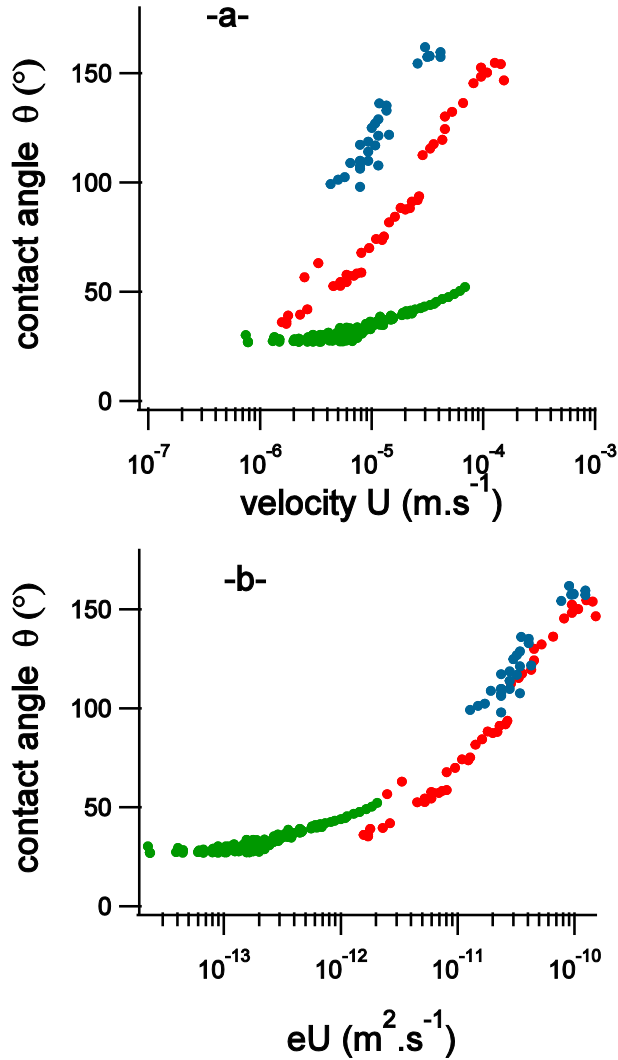 -a-
contact angle θ (°)
150
100
50
0
10-7 10-6 10-5 10-4 10-3
velocity U (m.s-1)
-b-
contact angle θ (°)
150
100
50
0
10-13 10-12 10-11 10-10
eU (m2.s-1)